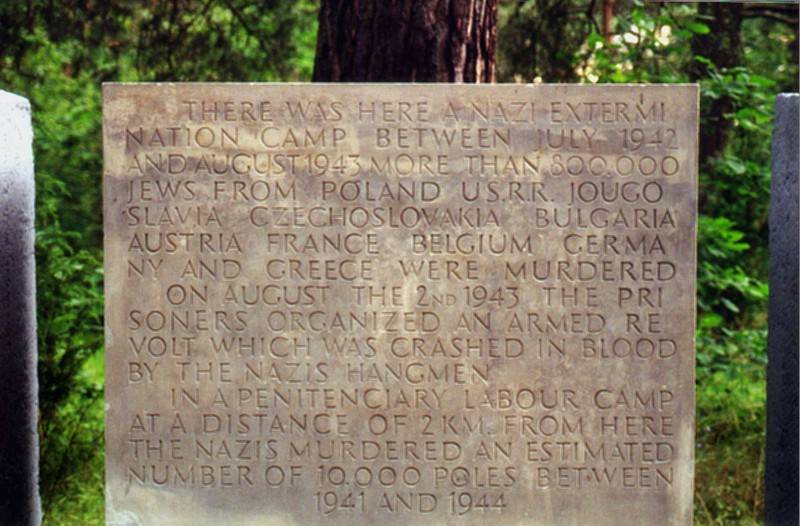 THERE WAS HERE A NAZI EXTERMI
NATION CAMP BETWEEN JULY 1942
AND AUGUST 1943 MORE THAN 800.000
JEWS FROM POLAND U.S.R.R. JOUGO
SLAVIA CZECHOSLOVAKIA BULGARIA
AUSTRIA FRANCE BELGIUM GERMA
NY AND GREECE WERE MURDERED
ON AUGUST THE 2ND 1943 THE PRI
SONERS ORGANIZED AN ARMED RE
VOLT WHICH WAS CRASHED IN BLOOD
BY THE NAZIS HANGMEN
IN A PENITENCIARY LABOUR CAMP
AT A DISTANCE OF 2 KM. FROM HERE
THE NAZIS MURDERED AN ESTIMATED
NUMBER OF 10.000 POLES BETWEEN
1941 AND 1944